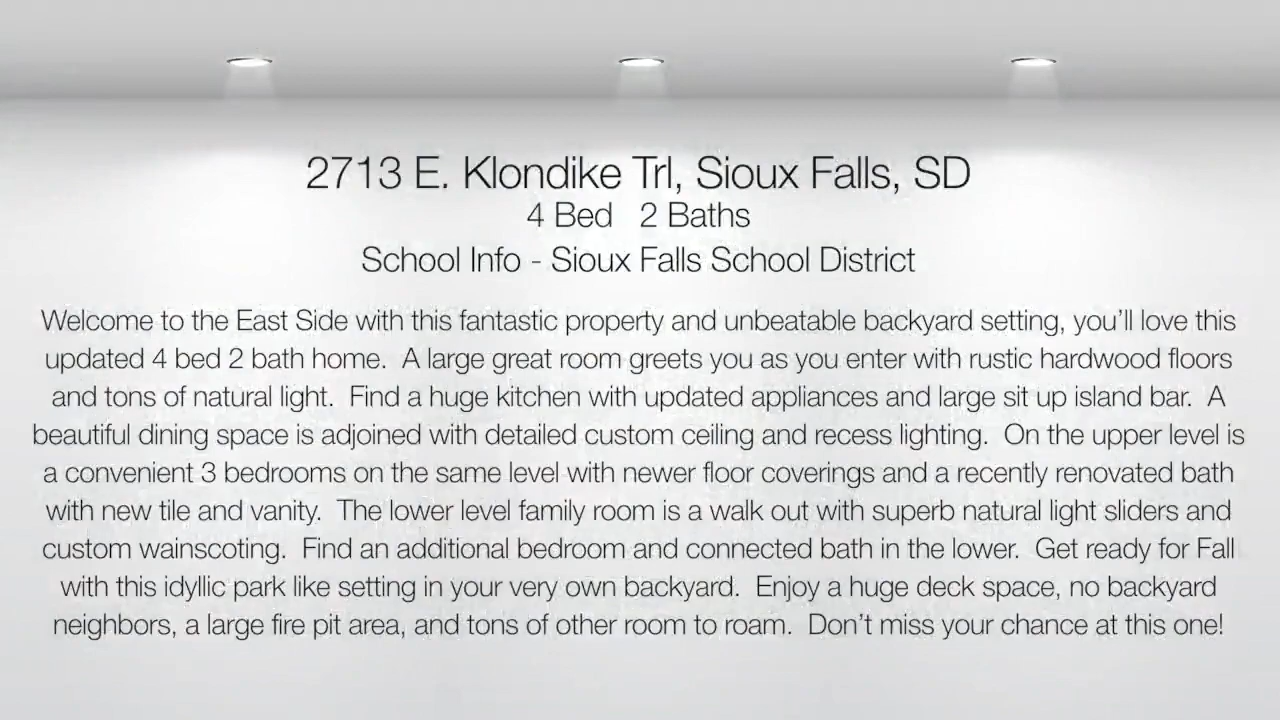 2713 E. Klondike Trl, Sioux Falls, SD
4 Bed   2 Baths
School Info - Sioux Falls School District
Welcome to the East Side with this fantastic property and unbeatable backyard setting, you'll love this
updated 4 bed 2 bath home.  A large great room greets you as you enter with rustic hardwood floors
and tons of natural light.  Find a huge kitchen with updated appliances and large sit up island bar.  A
beautiful dining space is adjoined with detailed custom ceiling and recess lighting.  On the upper level is
a convenient 3 bedrooms on the same level with newer floor coverings and a recently renovated bath
with new tile and vanity.  The lower level family room is a walk out with superb natural light sliders and
custom wainscoting.  Find an additional bedroom and connected bath in the lower.  Get ready for Fall
with this idyllic park like setting in your very own backyard.  Enjoy a huge deck space, no backyard
neighbors, a large fire pit area, and tons of other room to roam.  Don't miss your chance at this one!